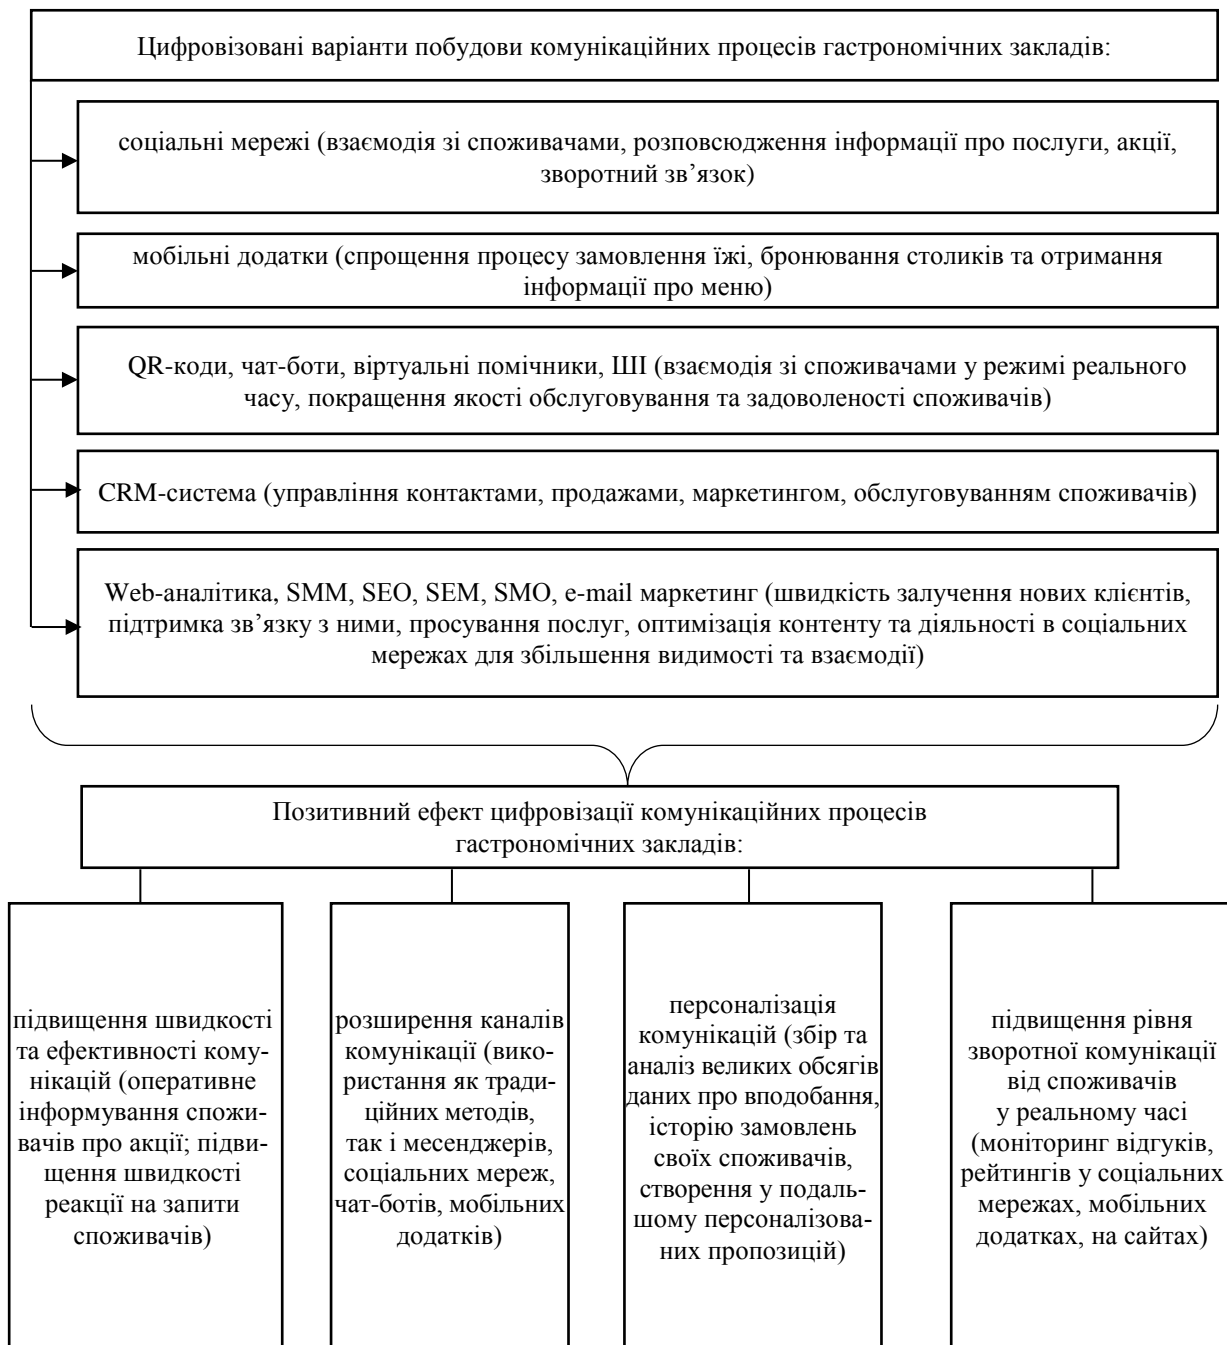 Цифровізовані варіанти побудови комунікаційних процесів гастрономічних закладів:
соціальні мережі (взаємодія зі споживачами, розповсюдження інформації про послуги, акції,
зворотний зв’язок)
мобільні додатки (спрощення процесу замовлення їжі, бронювання столиків та отримання
інформації про меню)
QR-коди, чат-боти, віртуальні помічники, ШІ (взаємодія зі споживачами у режимі реального
часу, покращення якості обслуговування та задоволеності споживачів)
CRM-система (управління контактами, продажами, маркетингом, обслуговуванням споживачів)
Web-аналітика, SMM, SEO, SEM, SMO, e-mail маркетинг (швидкість залучення нових клієнтів,
підтримка зв’язку з ними, просування послуг, оптимізація контенту та діяльності в соціальних
мережах для збільшення видимості та взаємодії)
Позитивний ефект цифровізації комунікаційних процесів
гастрономічних закладів:
підвищення швидкості
та ефективності кому-
нікацій (оперативне
інформування спожи-
вачів про акції; підви-
щення швидкості
реакції на запити
споживачів)
розширення каналів
комунікації (вико-
ристання як тради-
ційних методів,
так і месенджерів,
соціальних мереж,
чат-ботів, мобільних
додатків)
персоналізація
комунікацій (збір та
аналіз великих обсягів
даних про вподобання,
історію замовлень
своїх споживачів,
створення у подаль-
шому персоналізова-
них пропозицій)
підвищення рівня
зворотної комунікації
від споживачів
у реальному часі
(моніторинг відгуків,
рейтингів у соціальних
мережах, мобільних
додатках, на сайтах)